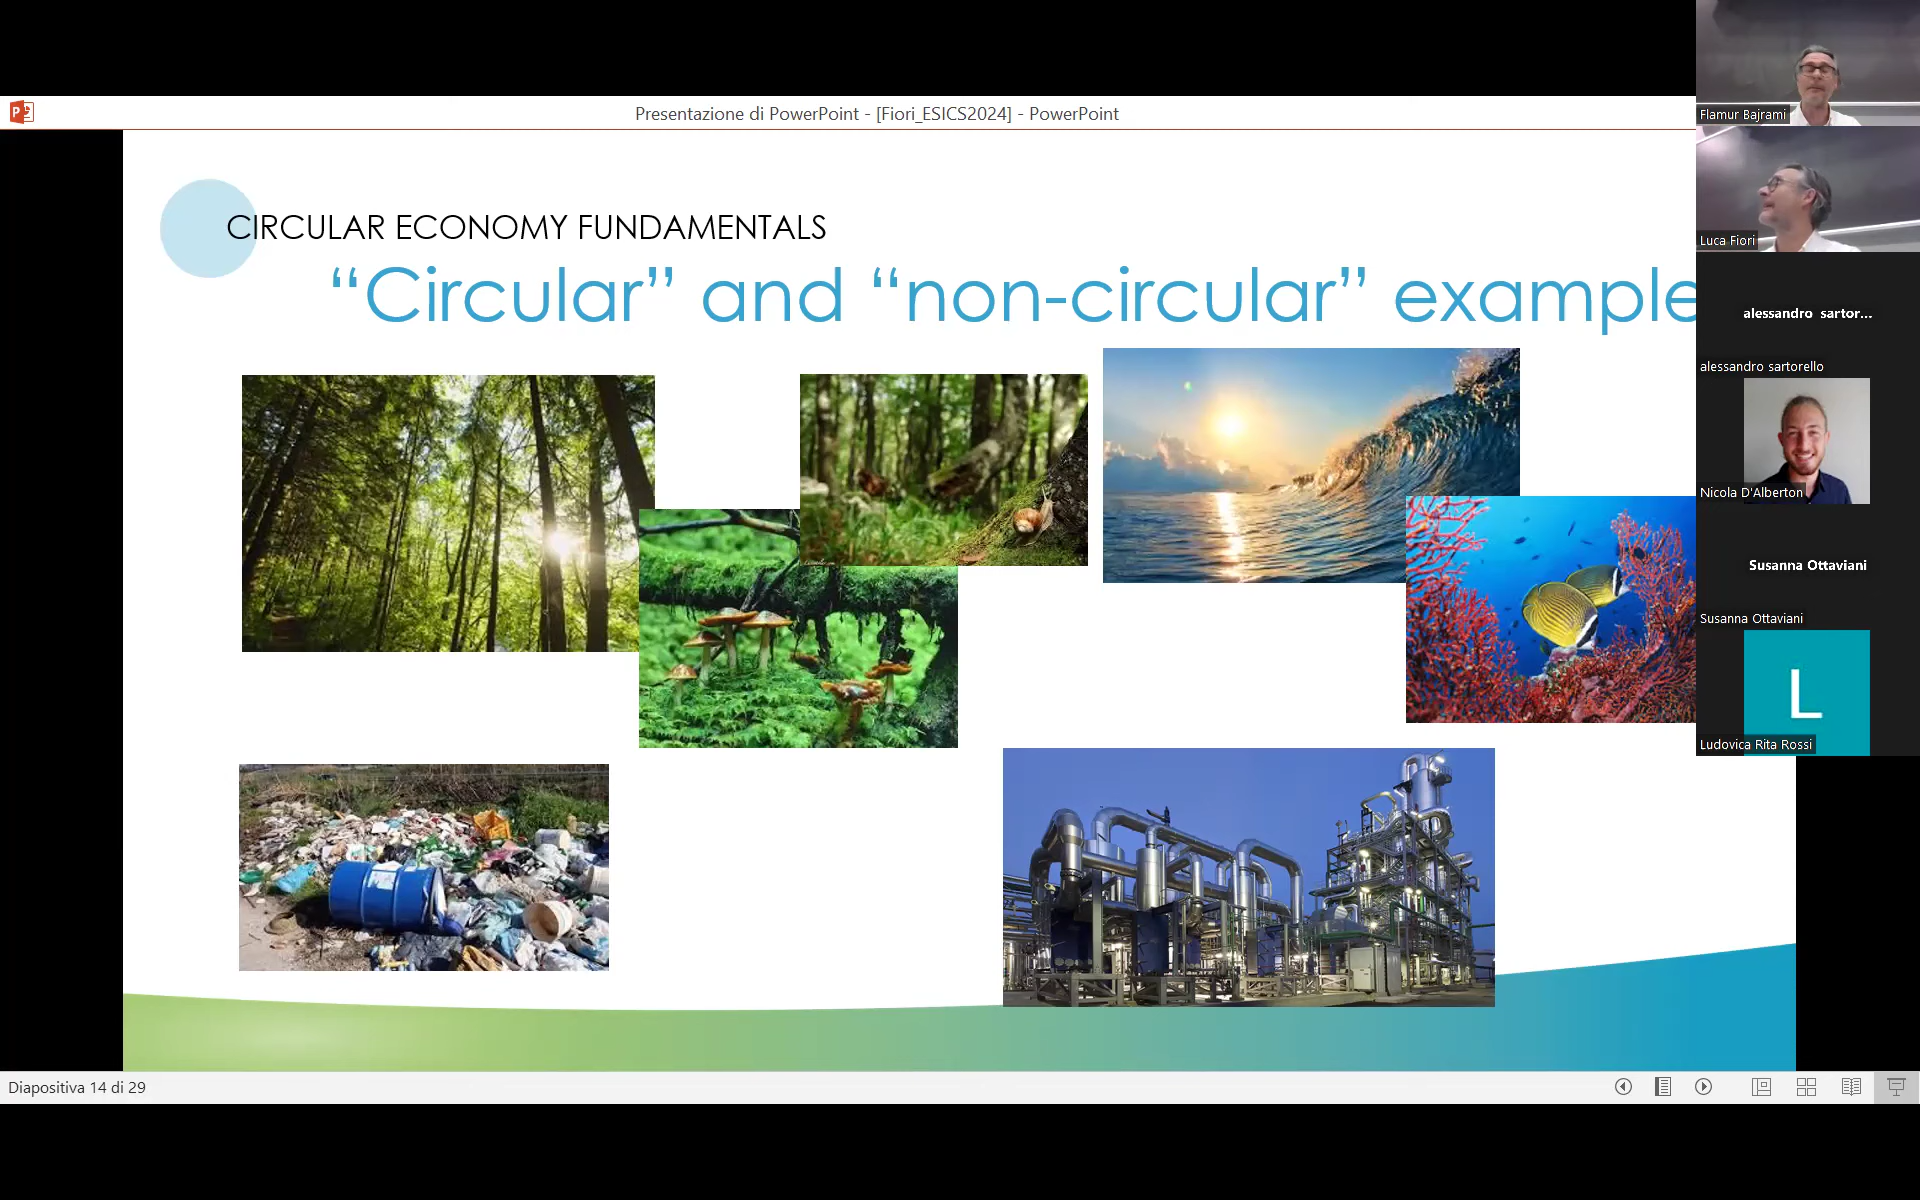 Presentazione di PowerPoint - [Fiori_ESICS2024] - PowerPoint
CIRCULAR ECONOMY FUNDAMENTALS
“Circular” and “non-circular” example
Flamur Bajrami
Luca Fiori
alessandro sartor...
alessandro sartorello
Nicola D'Alberton
Susanna Ottaviani
Susanna Ottaviani
L
Ludovica Rita Rossi
Diapositiva 14 di 29